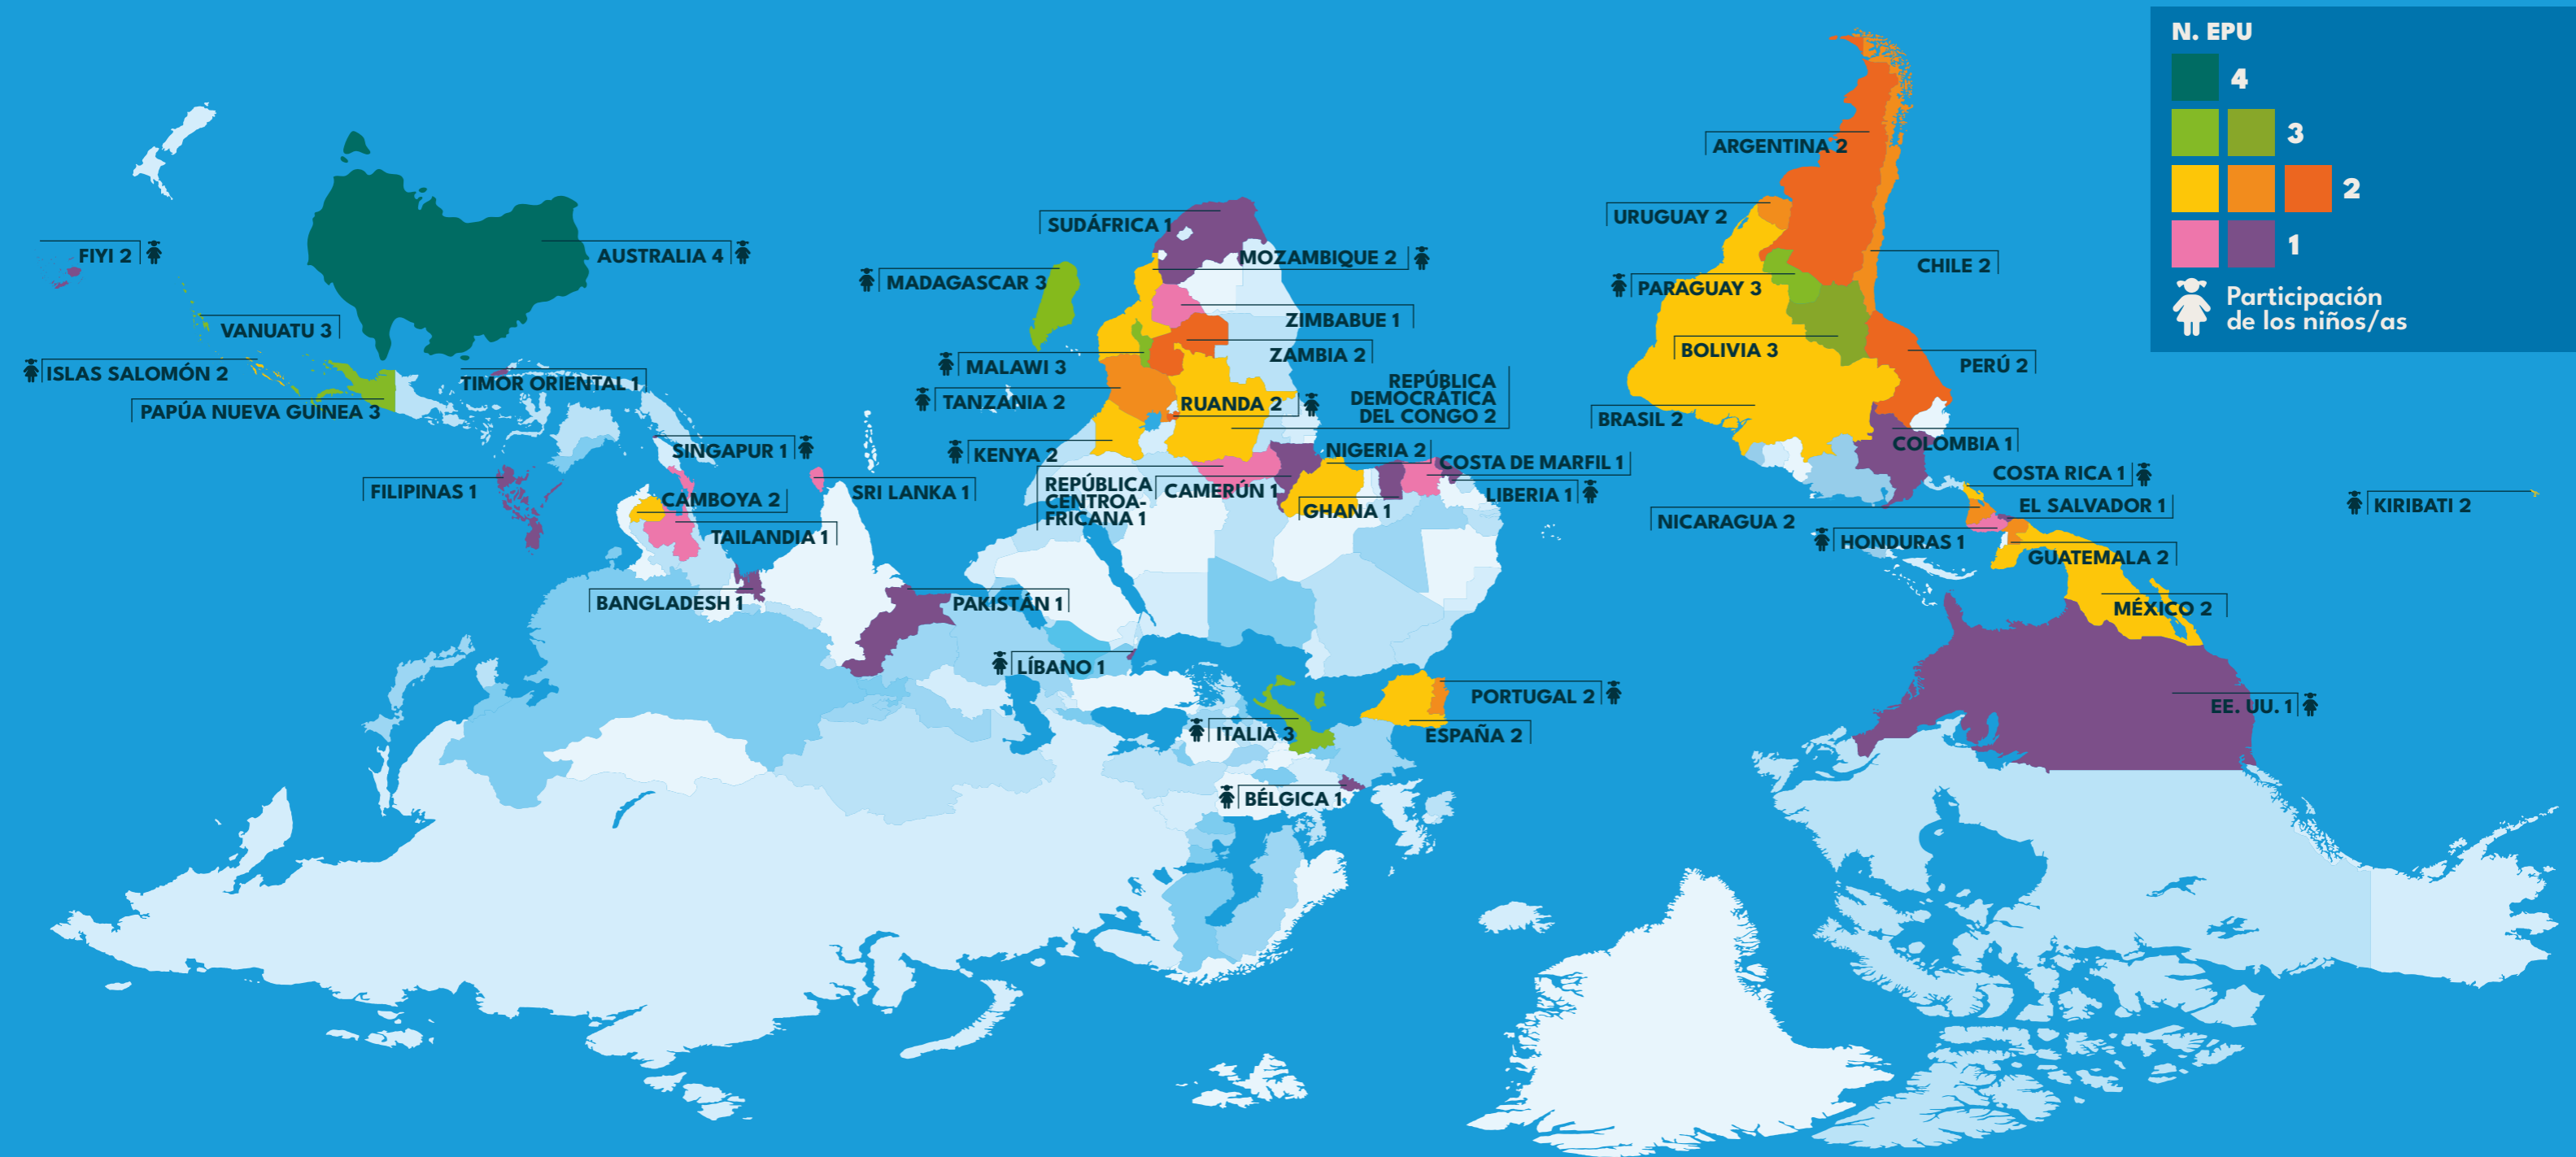 N. EPU
4
3
2
1
Participación
de los niños/as
ARGENTINA 2
URUGUAY 2
CHILE 2
PARAGUAY 3
BOLIVIA 3
PERÚ 2
BRASIL 2
COLOMBIA 1
COSTA RICA 1
EL SALVADOR 1
NICARAGUA 2
HONDURAS 1
GUATEMALA 2
MÉXICO 2
KIRIBATI 2
EE. UU. 1
FIYI 2
AUSTRALIA 4
VANUATU 3
ISLAS SALOMÓN 2
PAPÚA NUEVA GUINEA 3
TIMOR ORIENTAL 1
SINGAPUR 1
FILIPINAS 1
CAMBOYA 2
TAILANDIA 1
SRI LANKA 1
BANGLADESH 1
PAKISTÁN 1
LÍBANO 1
SUDÁFRICA 1
MOZAMBIQUE 2
MADAGASCAR 3
ZIMBABUE 1
ZAMBIA 2
MALAWI 3
TANZANIA 2
RUANDA 2
REPÚBLICA
DEMOCRÁTICA
DEL CONGO 2
KENYA 2
NIGERIA 2
COSTA DE MARFIL 1
REPÚBLICA
CENTROA-
FRICANA 1
CAMERÚN 1
GHANA 1
LIBERIA 1
PORTUGAL 2
ESPAÑA 2
ITALIA 3
BÉLGICA 1